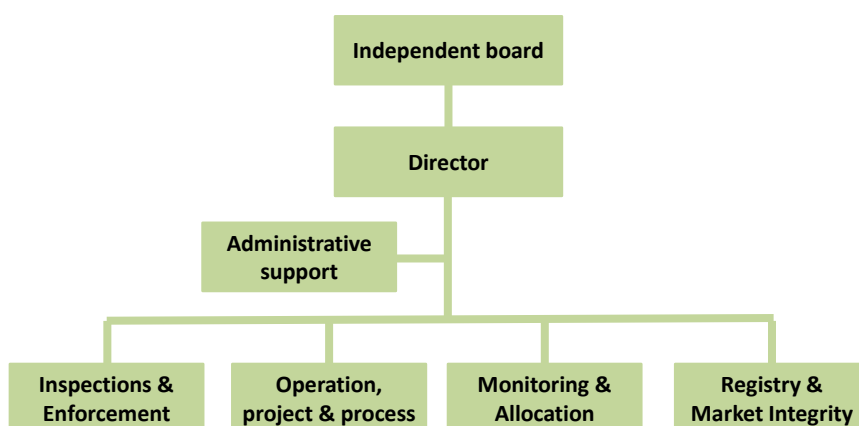 Independent board
Director
Administrative
support
Inspections &
Enforcement
Operation,
project & process
Monitoring &
Allocation
Registry &
Market Integrity